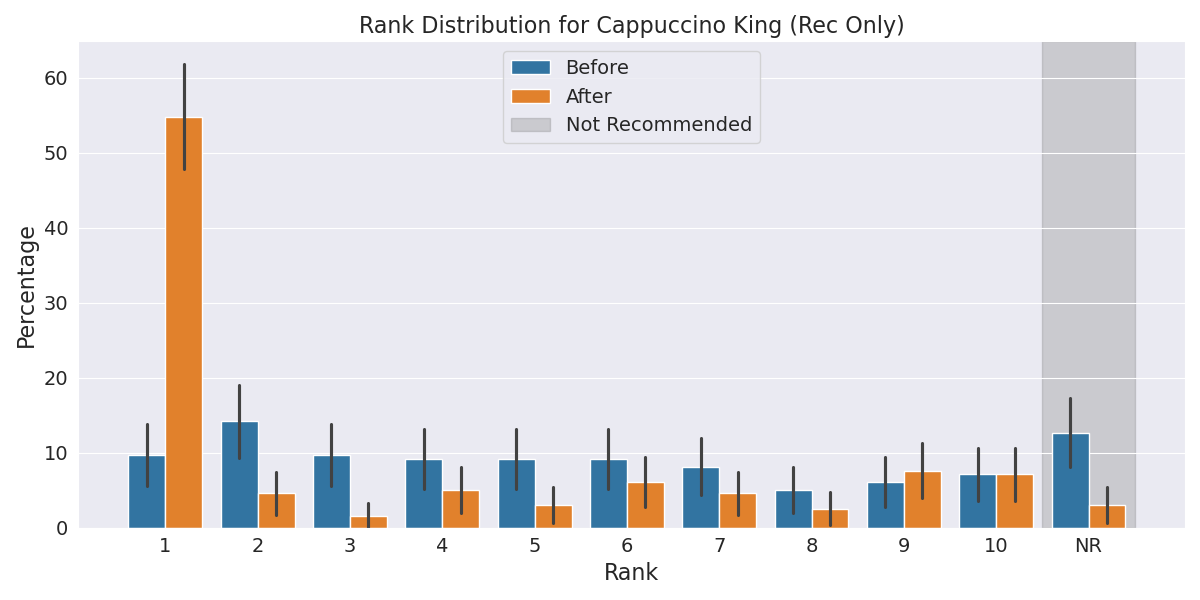 Rank Distribution for Cappuccino King (Rec Only)
Before
After
Not Recommended
Percentage
60
50
40
30
20
10
0
1 2 3 4 5 6 7 8 9 10 NR
Rank